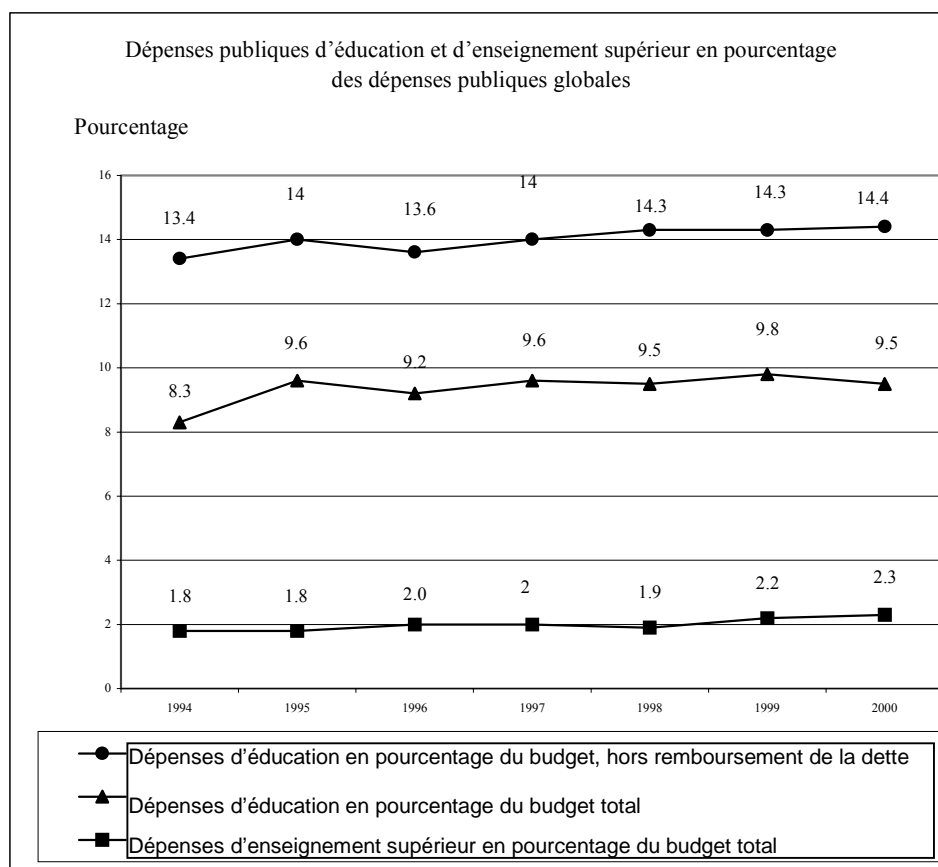 Dépenses publiques d’éducation et d’enseignement supérieur en pourcentage
des dépenses publiques globales
Pourcentage
16
14
12
10
8
6
4
2
0
13.4 14 13.6 14 14.3 14.3 14.4
8.3 9.6 9.2 9.6 9.5 9.8 9.5
1.8 1.8 2.0 2 1.9 2.2 2.3
1994 1995 1996 1997 1998 1999 2000
Dépenses d’éducation en pourcentage du budget, hors remboursement de la dette
Dépenses d’éducation en pourcentage du budget total
Dépenses d’enseignement supérieur en pourcentage du budget total